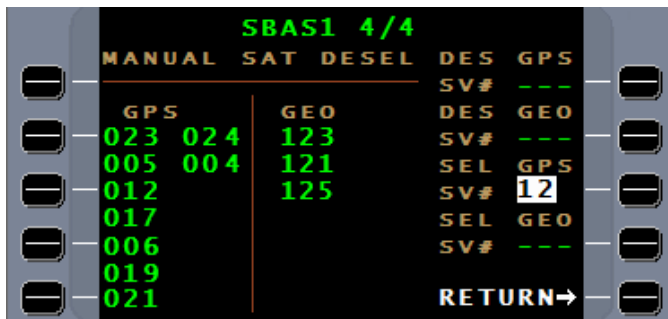 SBAS1 4/4
MANUAL SAT DESEL DES GPS
SV# ---
GPS GEO DES GEO
023 024 123 SV# ---
005 004 121 SEL GPS
012 125 SV# 12
017 SEL GEO
006 SV# ---
019
021 RETURN→